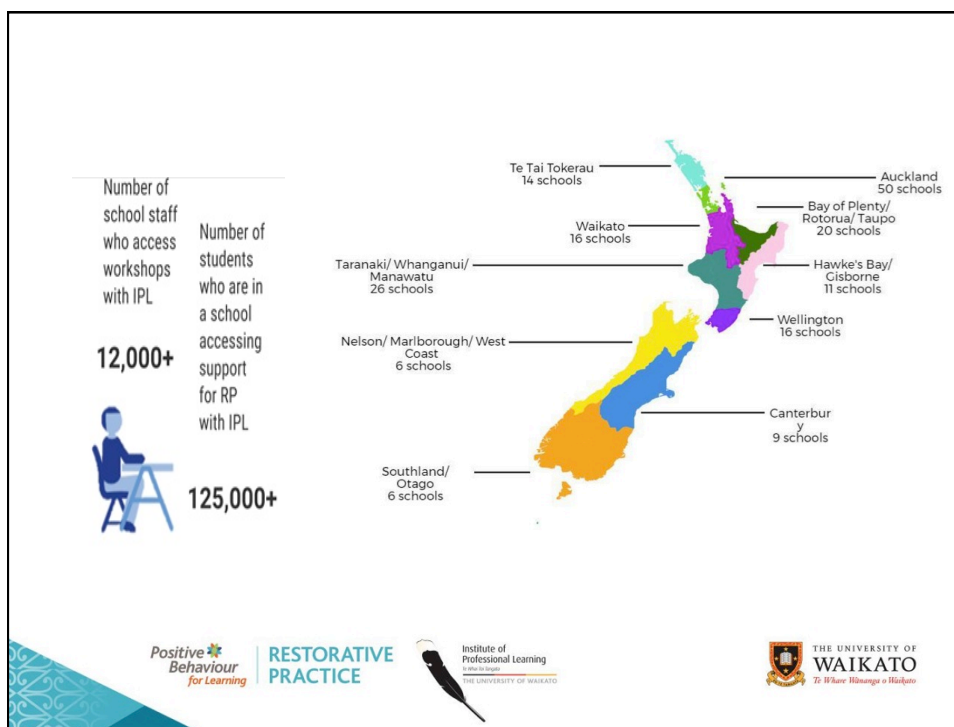 Number of
school staff
who access
workshops
with IPL
12,000+
Number of
students
who are in
a school
accessing
support
for RP
with IPL
125,000+
Te Tai Tokerau
14 schools
Auckland
50 schools
Bay of Plenty/
Rotorua/ Taupo
20 schools
Waikato
16 schools
Taranaki/ Whanganui/
Manawatu
26 schools
Hawke's Bay/
Gisborne
11 schools
Wellington
16 schools
Nelson/ Marlborough/ West
Coast
6 schools
Canterbur
y
9 schools
Southland/
Otago
6 schools
Positive
Behaviour
for Learning
RESTORATIVE
PRACTICE
Institute of
Professional Learning
THE UNIVERSITY OF WAIKATO
THE UNIVERSITY OF
WAIKATO
Te Whare Wānanga o Waikato